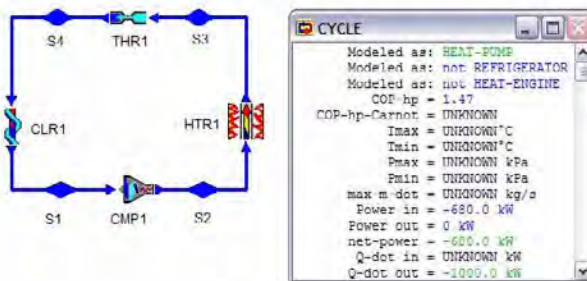 S4
THR1
S3
CLR1
HTR1
S1
CMP1
S2
CYCLE
Modeled as: HEAT-PUMP
Modeled as: not REFRIGERATOR
Modeled as: not HEAT-ENGINE
COP-hp = 1.47
COP-hp-Carnot = UNKNOWN
Tmax = UNKNOWN°C
Tmin = UNKNOWN°C
Pmax = UNKNOWN kPa
Pmin = UNKNOWN kPa
max-m-dot = UNKNOWN kg/s
Power in = -680.0 kW
Power out = 0 kW
net-power = -680.0 kW
Q-dot in = UNKNOWN kW
Q-dot out = -1000.0 kW